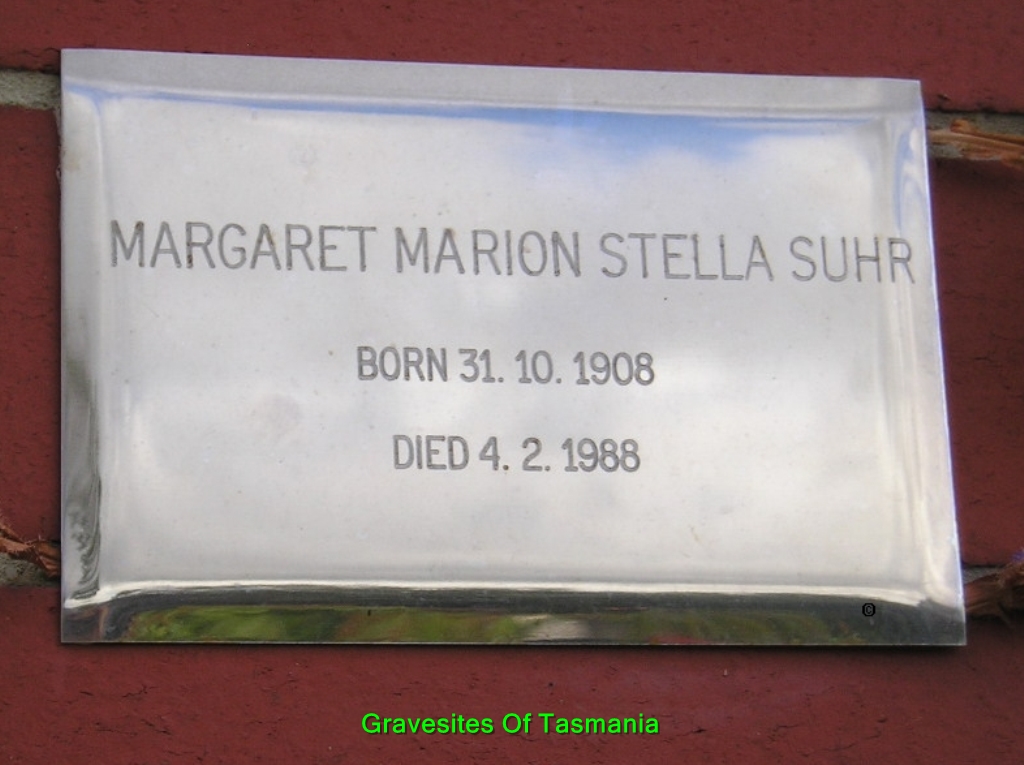 MARGARET MARION STELLA SUHR
BORN 31. 10. 1908
DIED 4. 2. 1988
©
Gravesites Of Tasmania